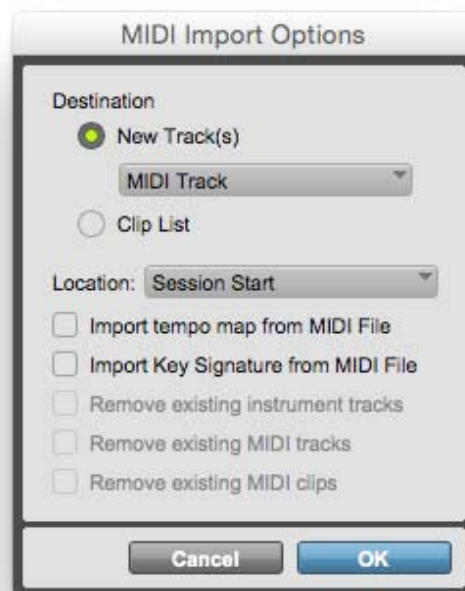 MIDI Import Options
Destination
New Track(s)
MIDI Track
Clip List
Location: Session Start
Import tempo map from MIDI File
Import Key Signature from MIDI File
Remove existing instrument tracks
Remove existing MIDI tracks
Remove existing MIDI clips
Cancel OK